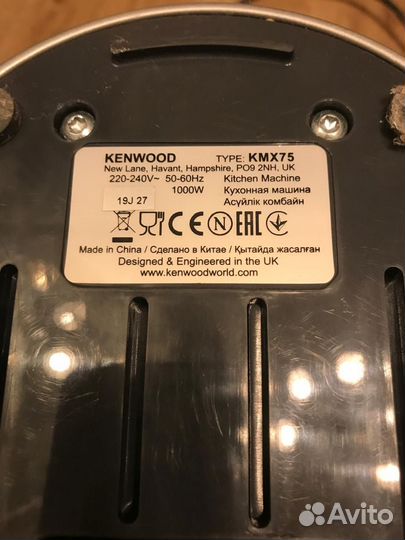 KENWOOD TYPE: KMX75
New Lane, Havant, Hampshire, PO9 2NH, UK
220-240V~ 50-60Hz Kitchen Machine
1000W Кухонная машина
19J 27 Асүйлік комбайн
CE EAC
Made in China / Сделано в Китае / Қытайда жасалған
Designed & Engineered in the UK
www.kenwoodworld.com
Avito